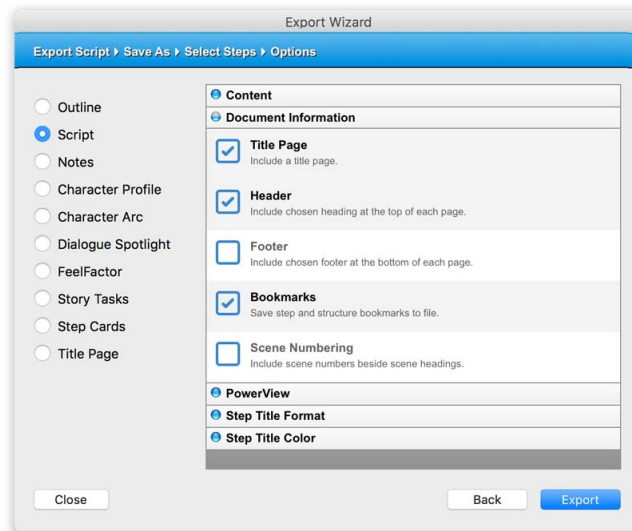 Export Wizard
Export Script ▸ Save As ▸ Select Steps ▸ Options
Outline
Script
Notes
Character Profile
Character Arc
Dialogue Spotlight
FeelFactor
Story Tasks
Step Cards
Title Page
Content
Document Information
Title Page
Include a title page.
Header
Include chosen heading at the top of each page.
Footer
Include chosen footer at the bottom of each page.
Bookmarks
Save step and structure bookmarks to file.
Scene Numbering
Include scene numbers beside scene headings.
PowerView
Step Title Format
Step Title Color
Close
Back
Export